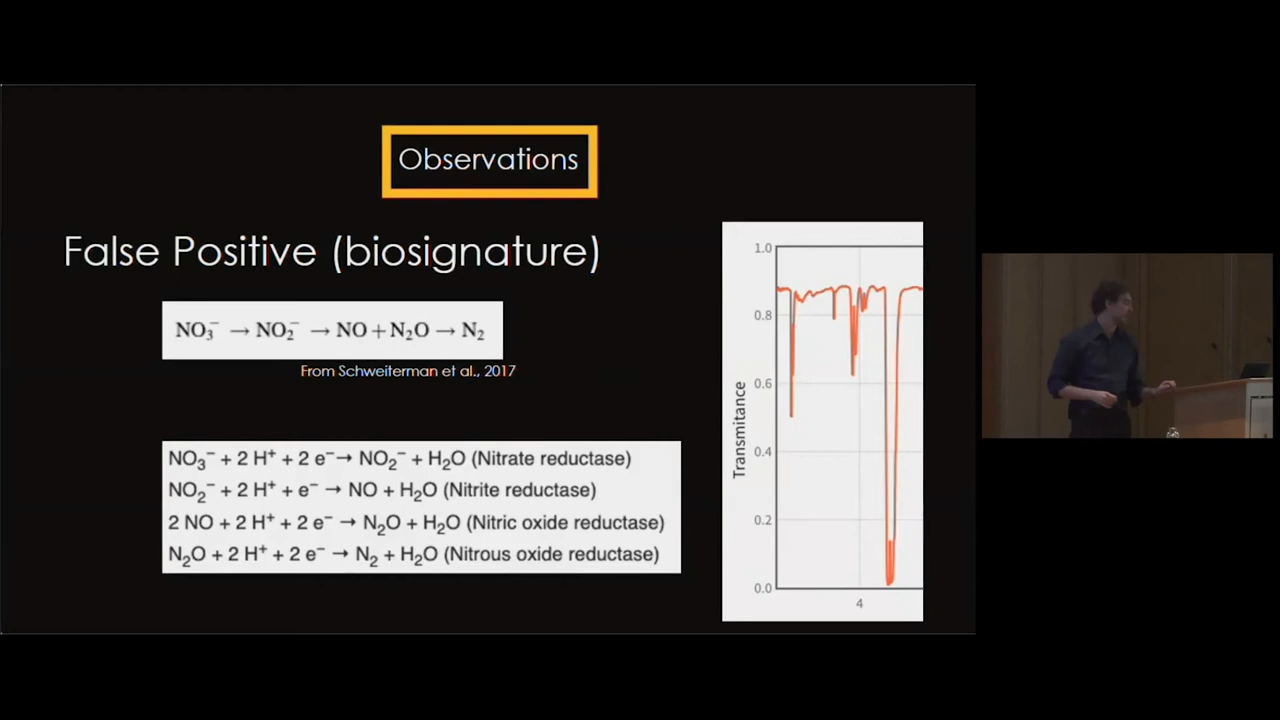 Observations
False Positive (biosignature)
NO₃⁻ → NO₂⁻ → NO + N₂O → N₂
From Schweiterman et al., 2017
NO₃⁻ + 2 H⁺ + 2 e⁻→ NO₂⁻ + H₂O (Nitrate reductase)
NO₂⁻ + 2 H⁺ + e⁻ → NO + H₂O (Nitrite reductase)
2 NO + 2 H⁺ + 2 e⁻ → N₂O + H₂O (Nitric oxide reductase)
N₂O + 2 H⁺ + 2 e⁻ → N₂ + H₂O (Nitrous oxide reductase)
Transmitance
1.0
0.8
0.6
0.4
0.2
0.0
4